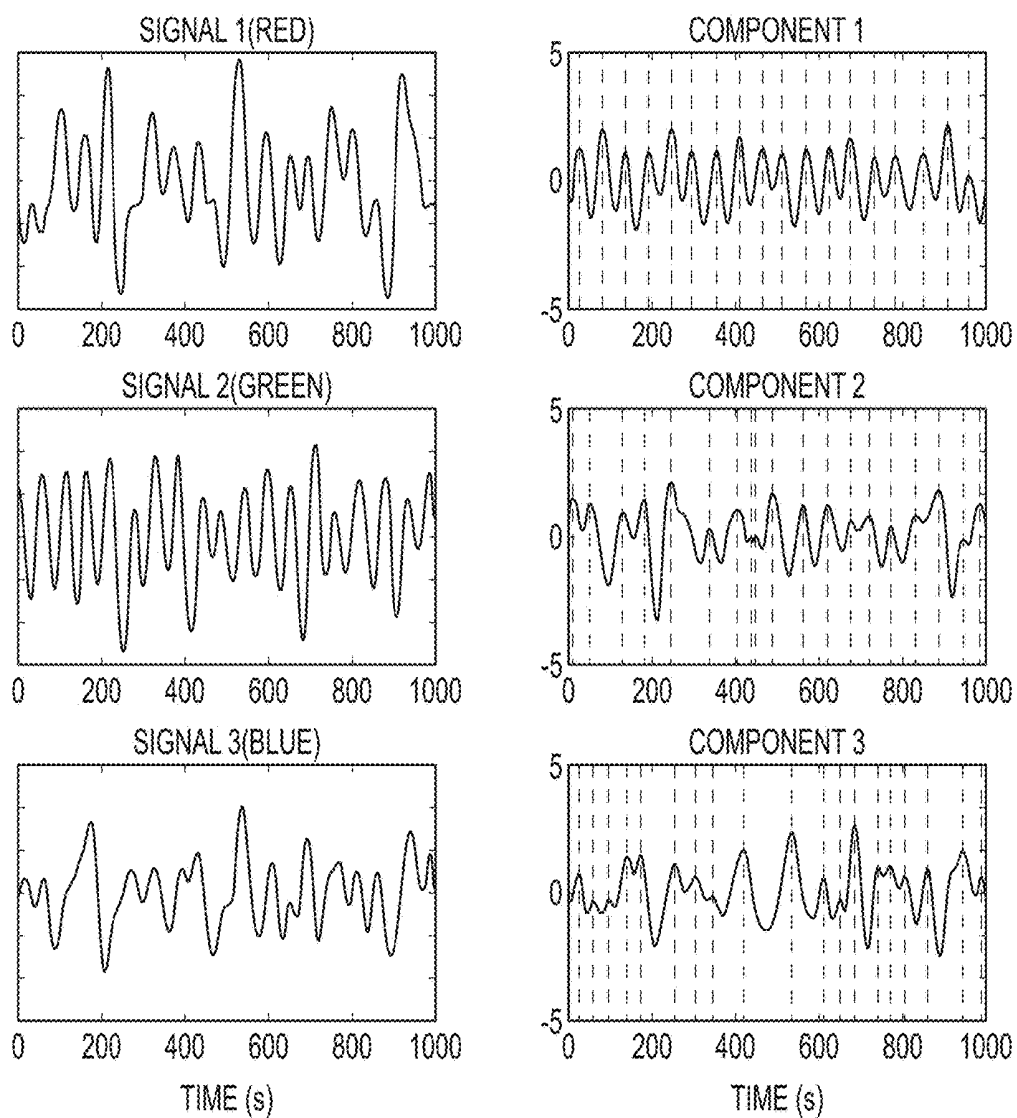 SIGNAL 1(RED)
COMPONENT 1
5
0
-5
0 200 400 600 800 1000
0 200 400 600 800 1000
SIGNAL 2(GREEN)
COMPONENT 2
5
0
-5
0 200 400 600 800 1000
0 200 400 600 800 1000
SIGNAL 3(BLUE)
COMPONENT 3
5
0
-5
0 200 400 600 800 1000
0 200 400 600 800 1000
TIME (s)
TIME (s)